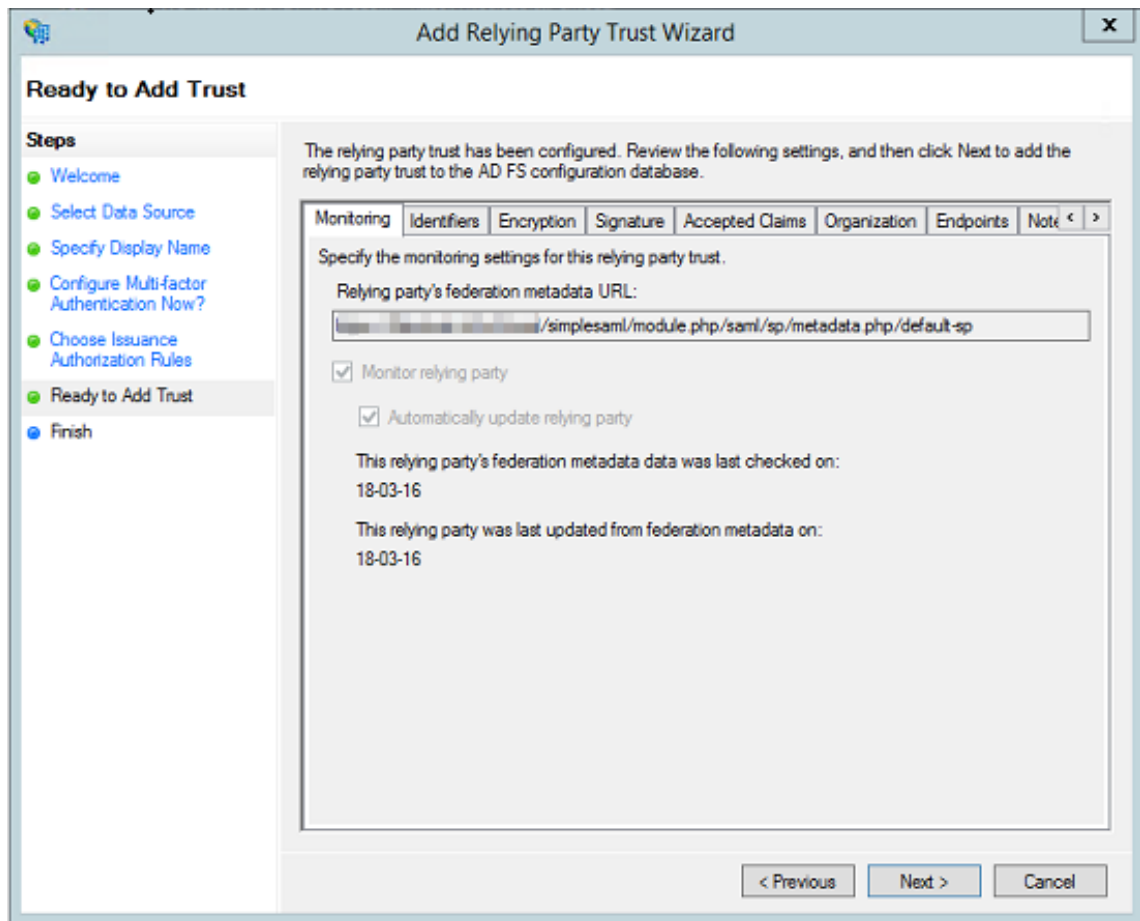 Add Relying Party Trust Wizard
x
Ready to Add Trust
Steps
Welcome
Select Data Source
Specify Display Name
Configure Multi-factor
Authentication Now?
Choose Issuance
Authorization Rules
Ready to Add Trust
Finish
The relying party trust has been configured. Review the following settings, and then click Next to add the
relying party trust to the AD FS configuration database.
Monitoring Identifiers Encryption Signature Accepted Claims Organization Endpoints < >
Specify the monitoring settings for this relying party trust.
Relying party's federation metadata URL:
/simplesaml/module.php/saml/sp/metadata.php/default-sp
Monitor relying party
Automatically update relying party
This relying party's federation metadata data was last checked on:
18-03-16
This relying party was last updated from federation metadata on:
18-03-16
< Previous Next > Cancel